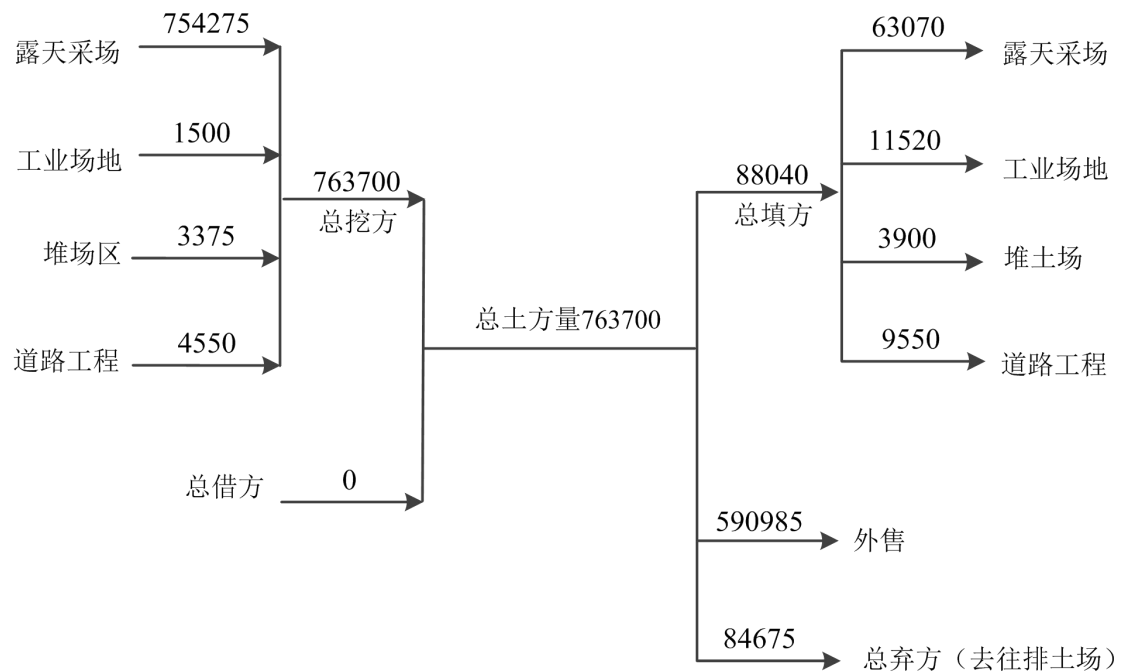 754275
露天采场
1500
工业场地
763700
总挖方
3375
堆场区
4550
道路工程
总借方
0
总土方量763700
63070
露天采场
11520
工业场地
88040
总填方
3900
堆土场
9550
道路工程
590985
外售
84675
总弃方（去往排土场）